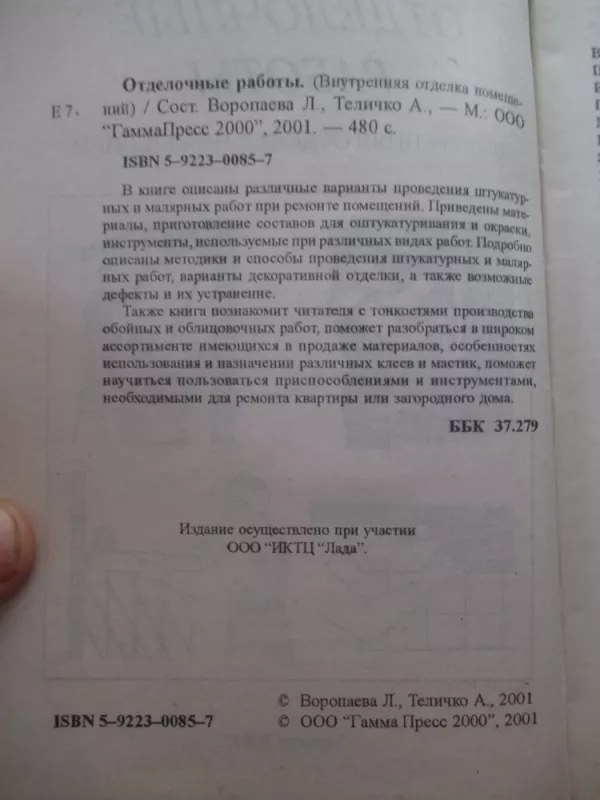 Отделочные работы. (Внутренняя отделка помеще-
Е 7. ний) / Сост. Воропаева Л., Теличко А., — М.: ООО
“ГаммаПресс 2000”, 2001. — 480 с.
ISBN 5–9223–0085–7
В книге описаны различные варианты проведения штукатур-
ных и малярных работ при ремонте помещений. Приведены мате-
риалы, приготовление составов для оштукатуривания и окраски,
инструменты, используемые при различных видах работ. Подробно
описаны методики и способы проведения штукатурных и маляр-
ных работ, варианты декоративной отделки, а также возможные
дефекты и их устранение.
Также книга познакомит читателя с тонкостями производства
обойных и облицовочных работ, поможет разобраться в широком
ассортименте имеющихся в продаже материалов, особенностях
использования и назначении различных клеев и мастик, поможет
научиться пользоваться приспособлениями и инструментами,
необходимыми для ремонта квартиры или загородного дома.
ББК 37.279
Издание осуществлено при участии
ООО “ИКТЦ “Лада”.
© Воропаева Л., Теличко А., 2001
ISBN 5–9223–0085–7 © ООО “Гамма Пресс 2000”, 2001